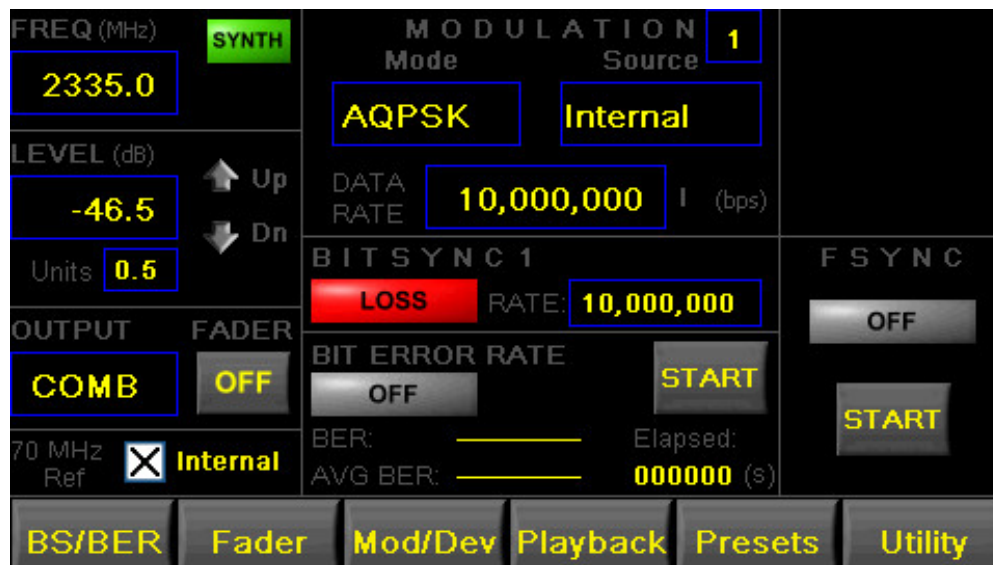 FREQ (MHz)
SYNTH
2335.0
MODULATION 1
Mode Source
AQPSK Internal
DATA RATE 10,000,000 I (bps)
LEVEL (dB)
-46.5
Up
Dn
Units 0.5
BITSYNC 1
LOSS RATE: 10,000,000
FSYNC
OFF
START
OUTPUT FADER
COMB OFF
BIT ERROR RATE
OFF START
BER: Elapsed:
AVG BER: 000000 (s)
70 MHz Ref X Internal
BS/BER Fader Mod/Dev Playback Presets Utility